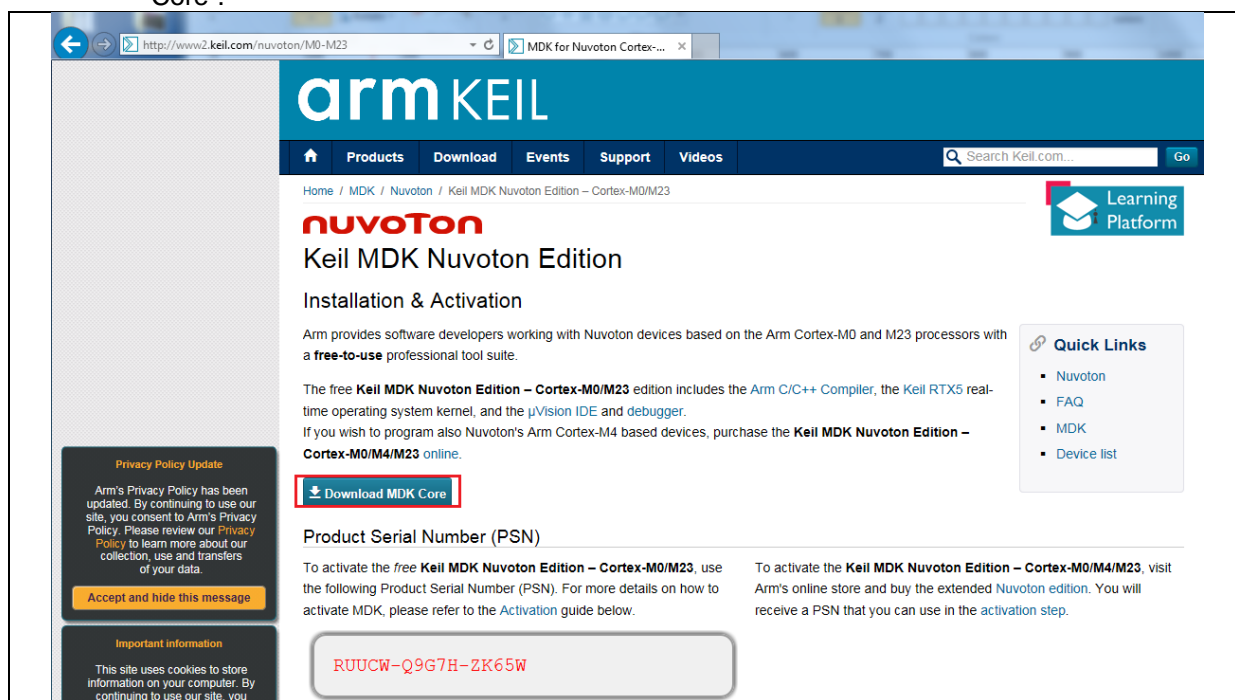 Core".
http://www2.keil.com/nuvoton/M0-M23
MDK for Nuvoton Cortex-...
arm KEIL
Products Download Events Support Videos
Search Keil.com... Go
Home / MDK / Nuvoton / Keil MDK Nuvoton Edition – Cortex-M0/M23
Learning
Platform
nuvoTon
Keil MDK Nuvoton Edition
Installation & Activation
Arm provides software developers working with Nuvoton devices based on the Arm Cortex-M0 and M23 processors with
a free-to-use professional tool suite.
The free Keil MDK Nuvoton Edition – Cortex-M0/M23 edition includes the Arm C/C++ Compiler, the Keil RTX5 real-
time operating system kernel, and the µVision IDE and debugger.
If you wish to program also Nuvoton's Arm Cortex-M4 based devices, purchase the Keil MDK Nuvoton Edition –
Cortex-M0/M4/M23 online.
Download MDK Core
Quick Links
Nuvoton
FAQ
MDK
Device list
Product Serial Number (PSN)
To activate the free Keil MDK Nuvoton Edition – Cortex-M0/M23, use
the following Product Serial Number (PSN). For more details on how to
activate MDK, please refer to the Activation guide below.
To activate the Keil MDK Nuvoton Edition – Cortex-M0/M4/M23, visit
Arm's online store and buy the extended Nuvoton edition. You will
receive a PSN that you can use in the activation step.
RUUCW-Q9G7H-ZK65W
Privacy Policy Update
Arm's Privacy Policy has been
updated. By continuing to use our
site, you consent to Arm's Privacy
Policy. Please review our Privacy
Policy to learn more about our
collection, use and transfers
of your data.
Accept and hide this message
Important information
This site uses cookies to store
information on your computer. By
continuing to use our site, you